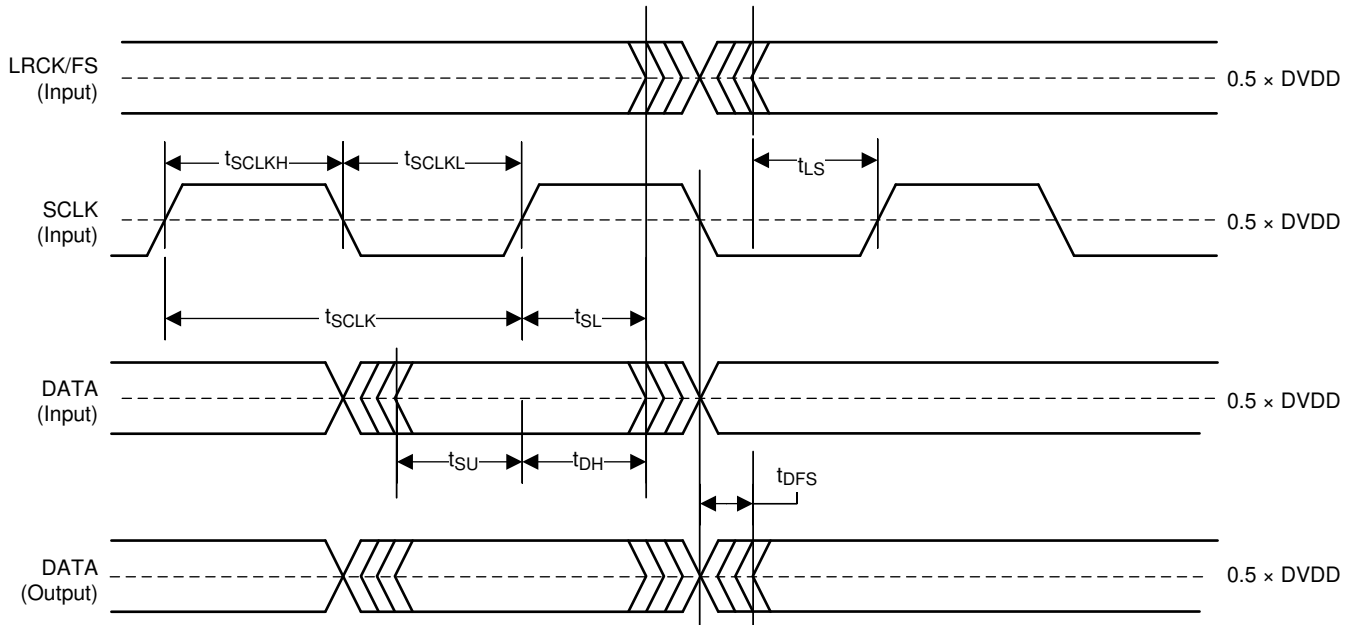 LRCK/FS
(Input)
0.5 × DVDD
tSCLKH
tSCLKL
tLS
SCLK
(Input)
0.5 × DVDD
tSCLK
tSL
DATA
(Input)
0.5 × DVDD
tSU
tDH
tDFS
DATA
(Output)
0.5 × DVDD